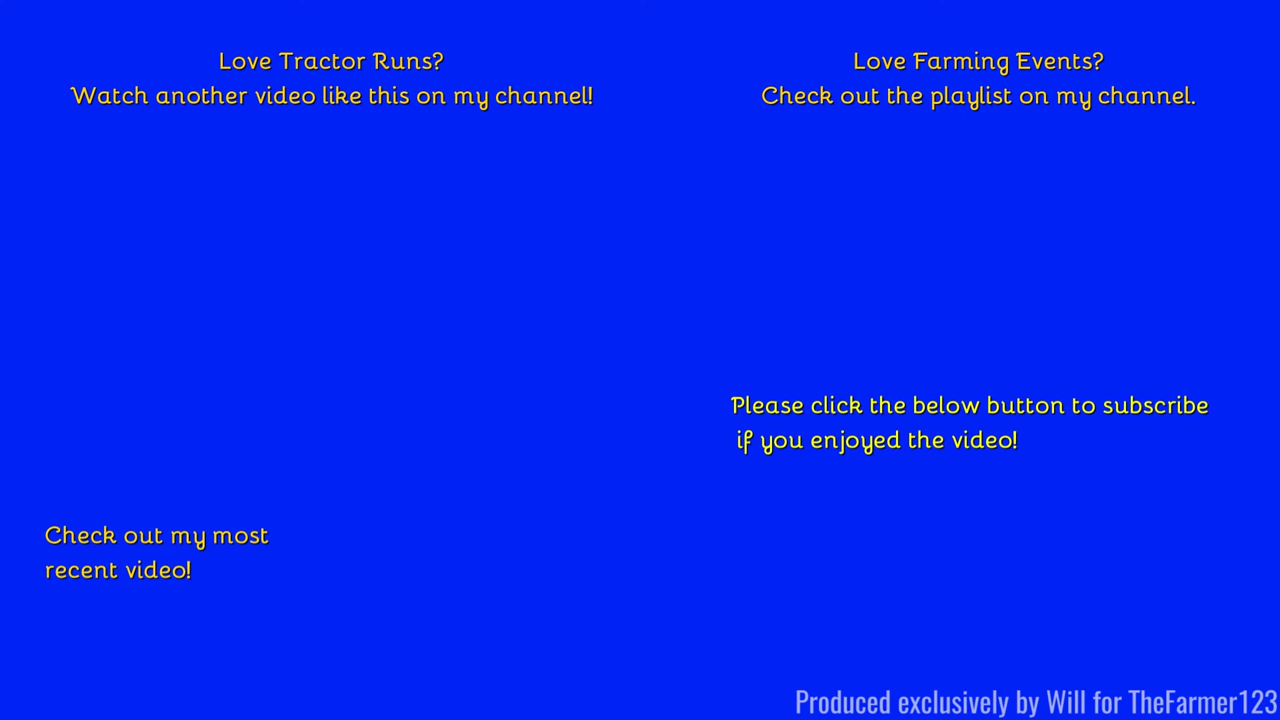 Love Tractor Runs?
Watch another video like this on my channel!
Love Farming Events?
Check out the playlist on my channel.
Please click the below button to subscribe
if you enjoyed the video!
Check out my most
recent video!
Produced exclusively by Will for TheFarmer123